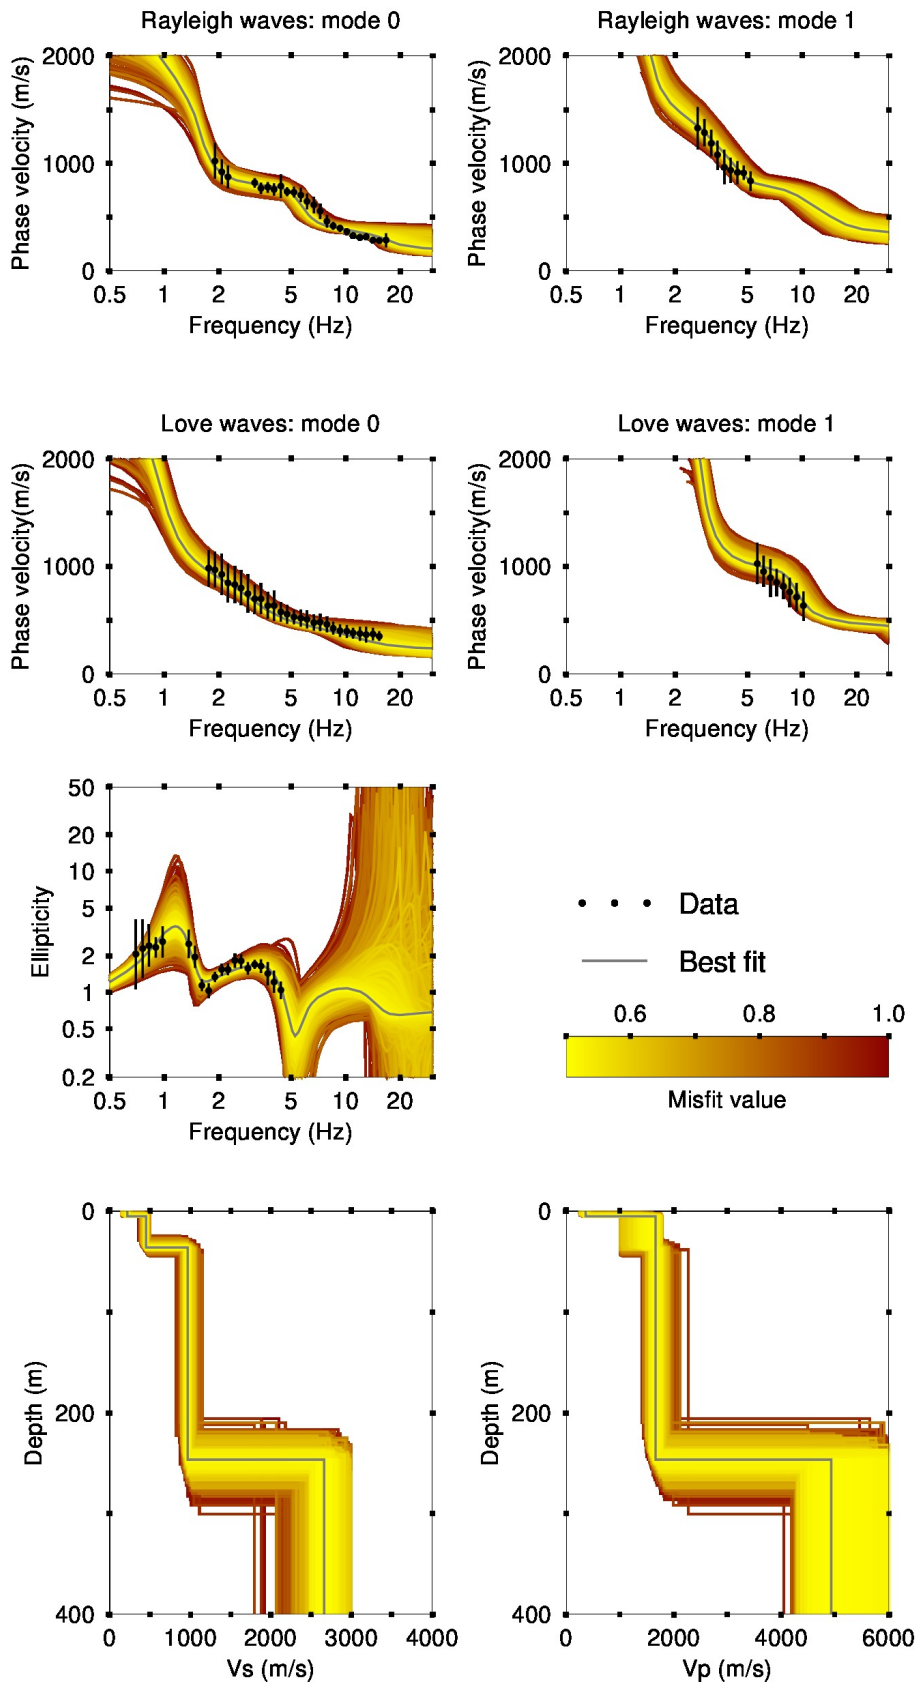 Rayleigh waves: mode 0
Rayleigh waves: mode 1
Phase velocity (m/s)
2000
1000
0
0.5 1 2 5 10 20
Frequency (Hz)
Phase velocity(m/s)
2000
1000
0
0.5 1 2 5 10 20
Frequency (Hz)
Love waves: mode 0
Love waves: mode 1
Phase velocity(m/s)
2000
1000
0
0.5 1 2 5 10 20
Frequency (Hz)
Phase velocity(m/s)
2000
1000
0
0.5 1 2 5 10 20
Frequency (Hz)
Ellipticity
50
20
10
5
2
1
0.5
0.2
0.5 1 2 5 10 20
Frequency (Hz)
Data
Best fit
0.6 0.8 1.0
Misfit value
Depth (m)
0
200
400
0 1000 2000 3000 4000
Vs (m/s)
Depth (m)
0
200
400
0 2000 4000 6000
Vp (m/s)